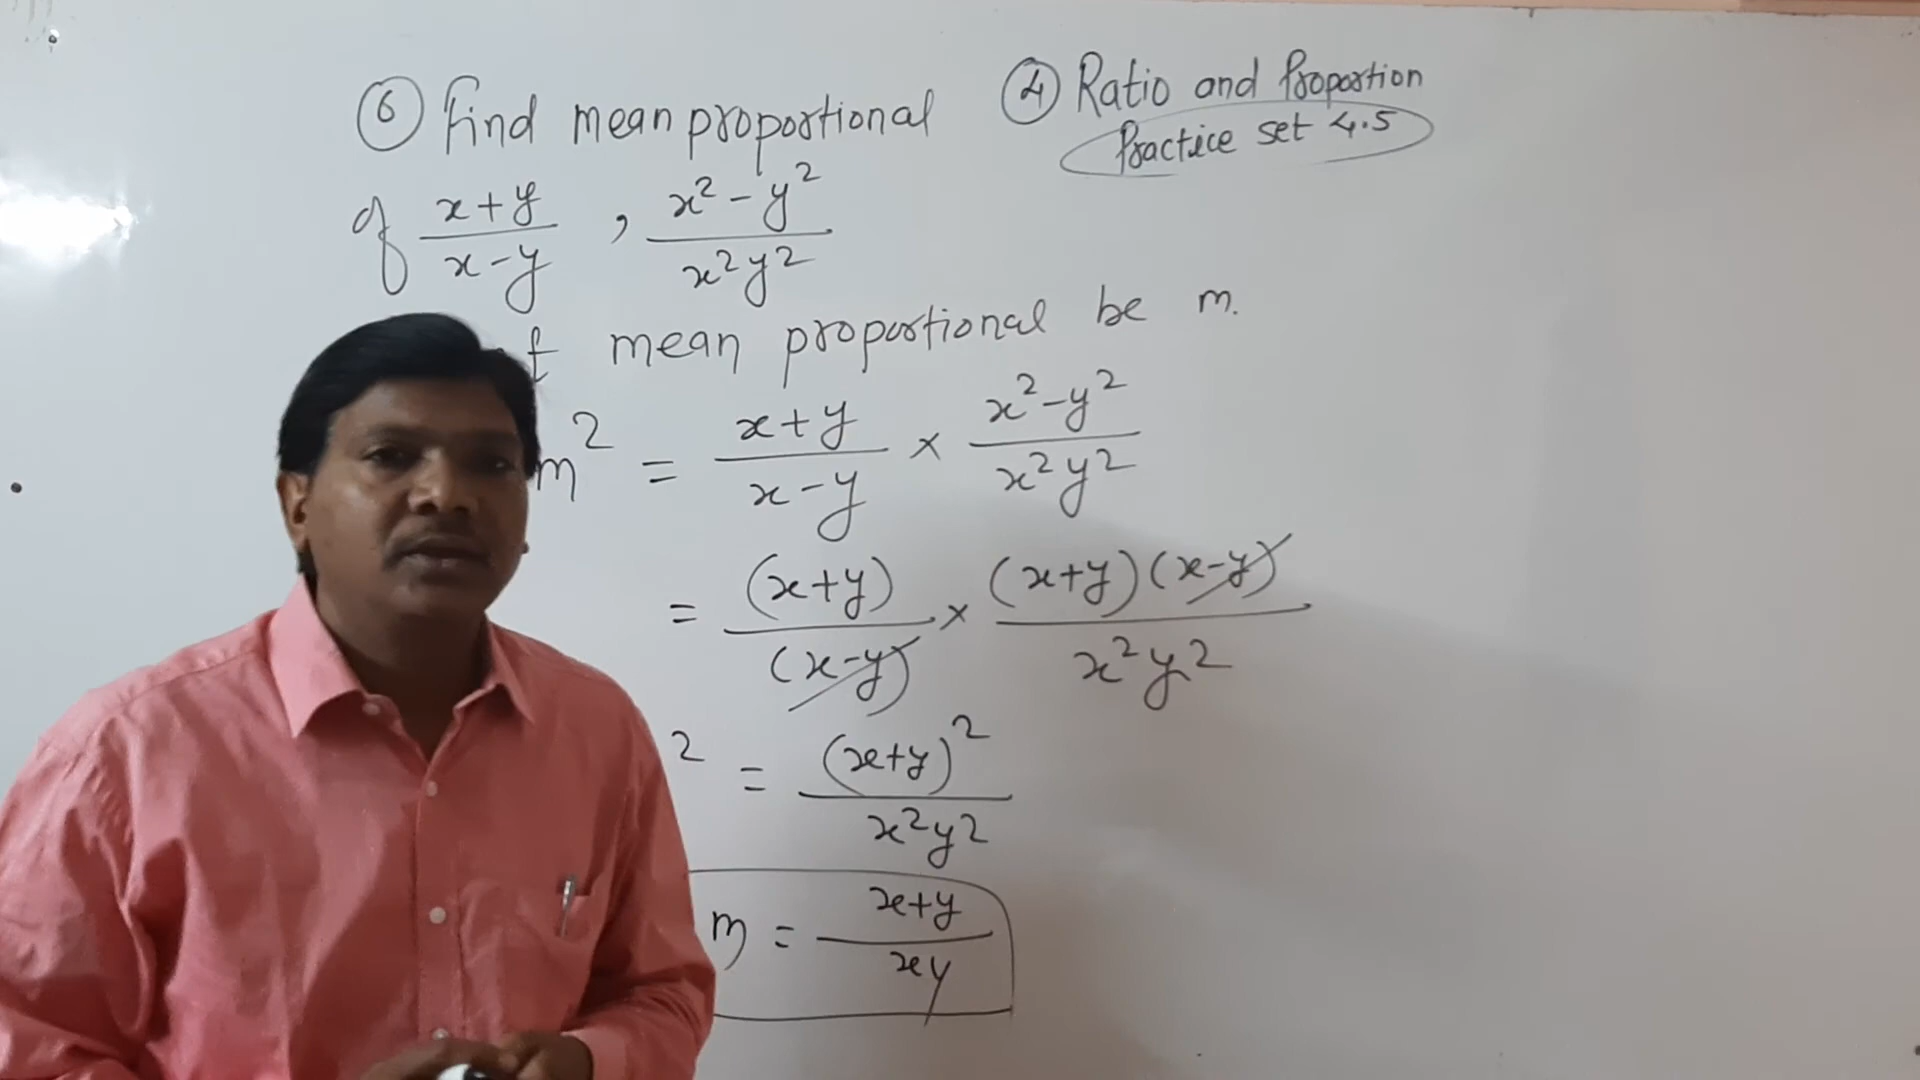 ⑥ Find mean proportional
of (x+y)/(x-y) , (x²-y²)/(x²y²)
④ Ratio and Proportion
Practice set 4.5
mean proportional be m.
m² = (x+y)/(x-y) × (x²-y²)/(x²y²)
= (x+y)/(x-y) × (x+y)(x-y)/(x²y²)
² = (x+y)²/(x²y²)
m = (x+y)/(xy)